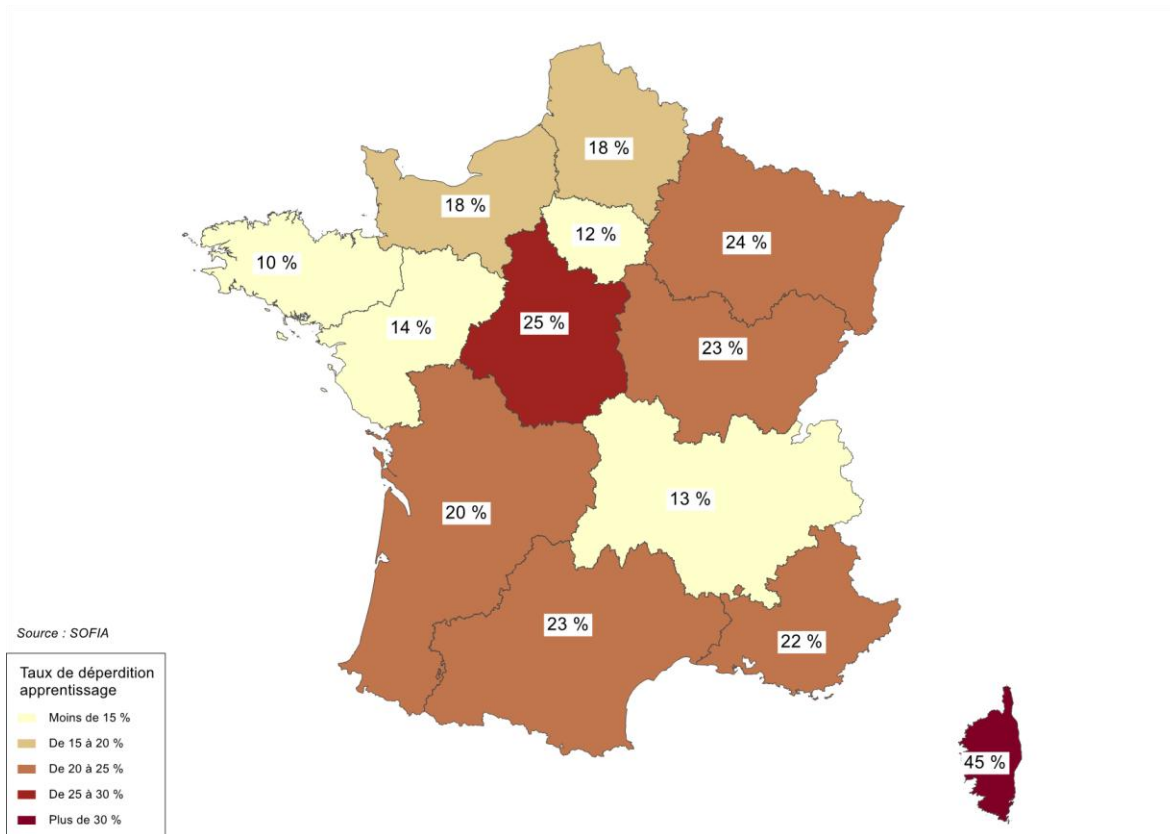 18 %
18 %
12 %
24 %
10 %
14 %
25 %
23 %
20 %
13 %
23 %
22 %
45 %
Source : SOFIA
Taux de déperdition
apprentissage
Moins de 15 %
De 15 à 20 %
De 20 à 25 %
De 25 à 30 %
Plus de 30 %